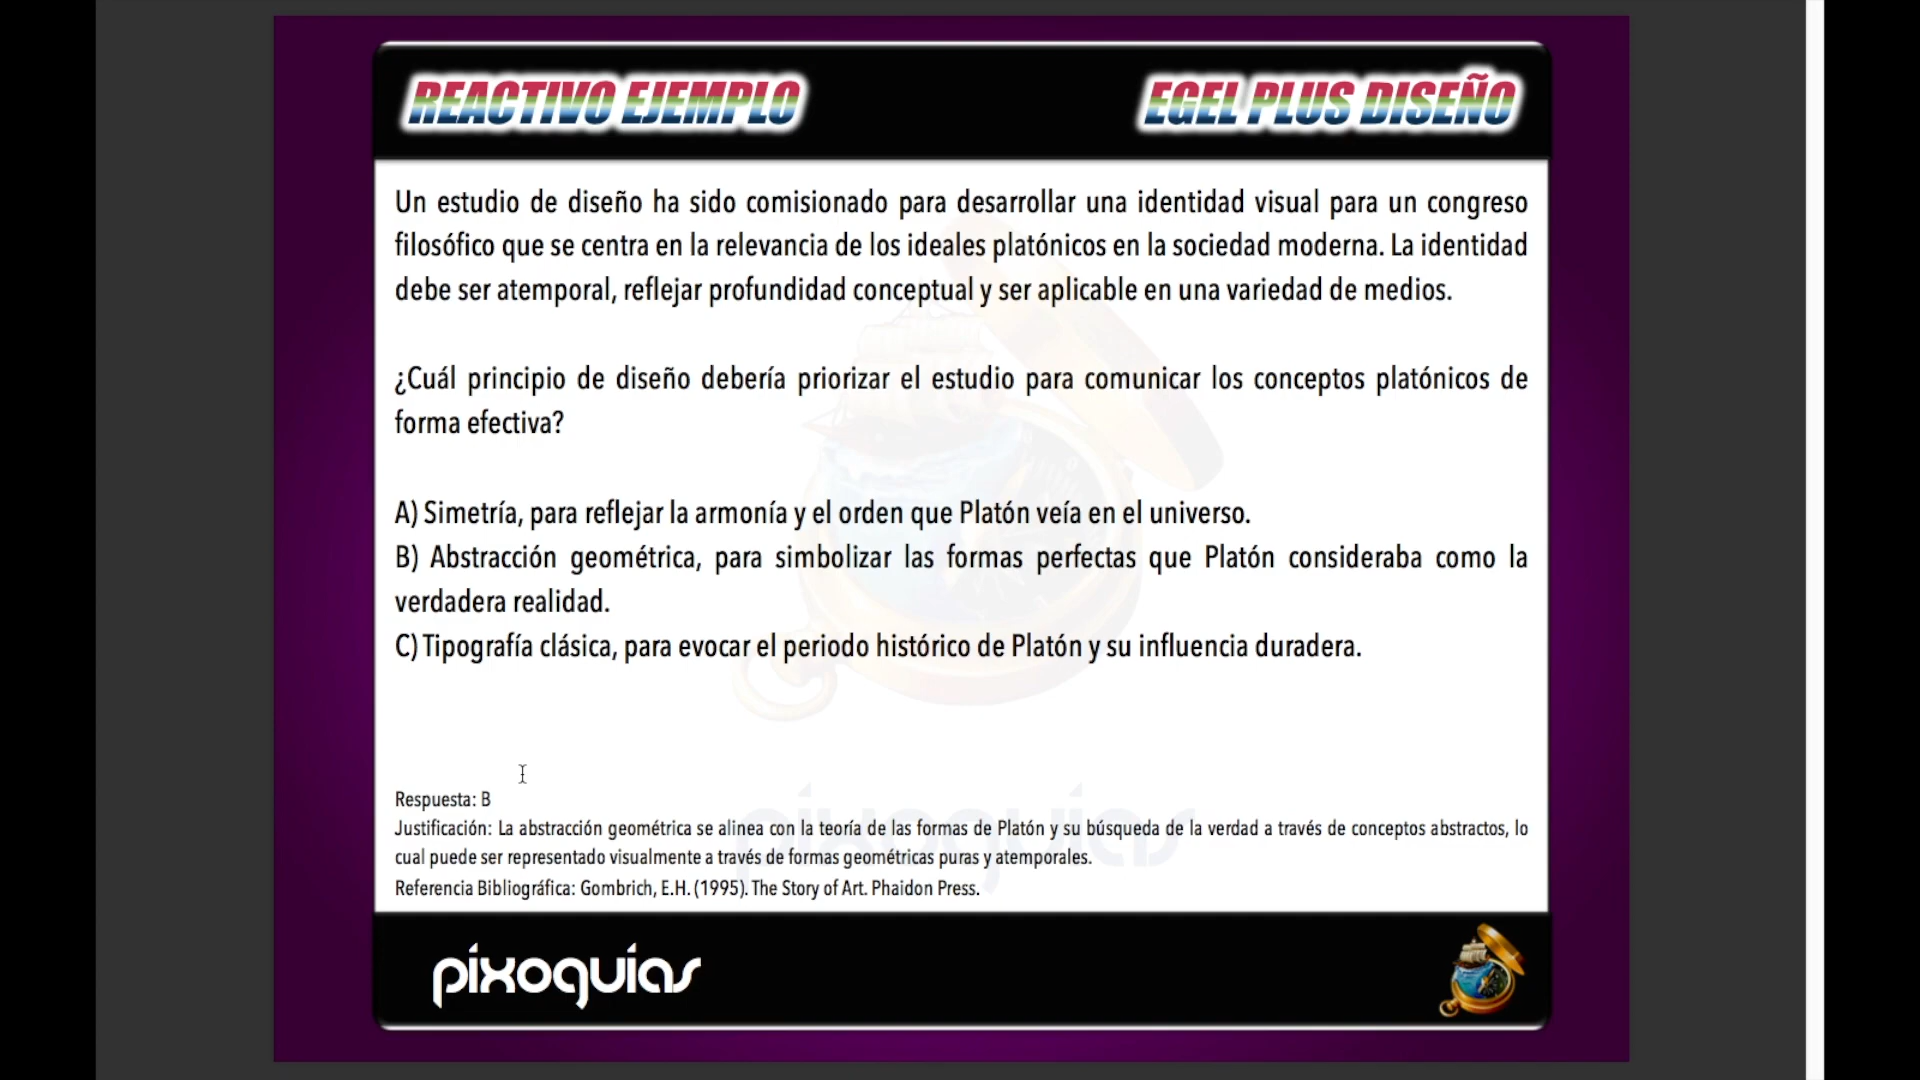 REACTIVO EJEMPLO
EGEL PLUS DISEÑO
Un estudio de diseño ha sido comisionado para desarrollar una identidad visual para un congreso
filosófico que se centra en la relevancia de los ideales platónicos en la sociedad moderna. La identidad
debe ser atemporal, reflejar profundidad conceptual y ser aplicable en una variedad de medios.
¿Cuál principio de diseño debería priorizar el estudio para comunicar los conceptos platónicos de
forma efectiva?
A) Simetría, para reflejar la armonía y el orden que Platón veía en el universo.
B) Abstracción geométrica, para simbolizar las formas perfectas que Platón consideraba como la
verdadera realidad.
C) Tipografía clásica, para evocar el periodo histórico de Platón y su influencia duradera.
Respuesta: B
Justificación: La abstracción geométrica se alinea con la teoría de las formas de Platón y su búsqueda de la verdad a través de conceptos abstractos, lo
cual puede ser representado visualmente a través de formas geométricas puras y atemporales.
Referencia Bibliográfica: Gombrich, E.H. (1995). The Story of Art. Phaidon Press.
pixoguías
pixoguías